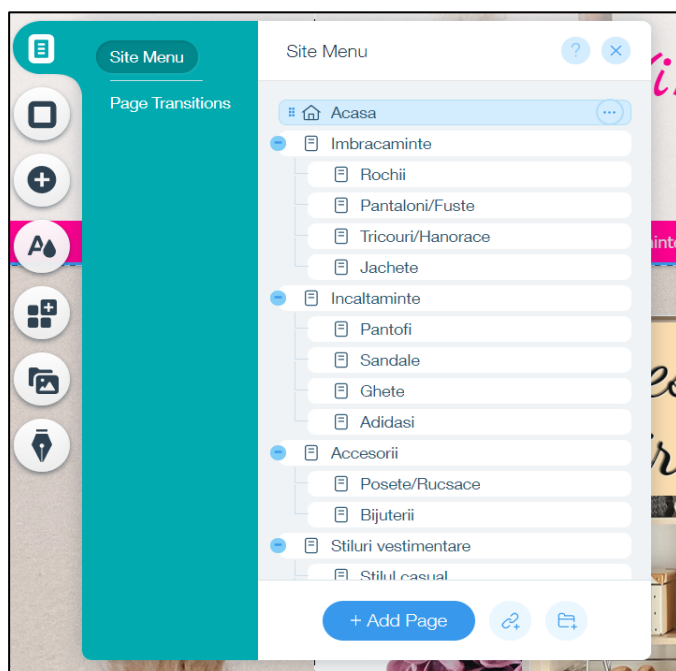 Site Menu
Page Transitions
Site Menu
?
Acasa
Imbracaminte
Rochii
Pantaloni/Fuste
Tricouri/Hanorace
Jachete
Incaltaminte
Pantofi
Sandale
Ghete
Adidasi
Accesorii
Posete/Rucsace
Bijuterii
Stiluri vestimentare
Stilul casual
+ Add Page